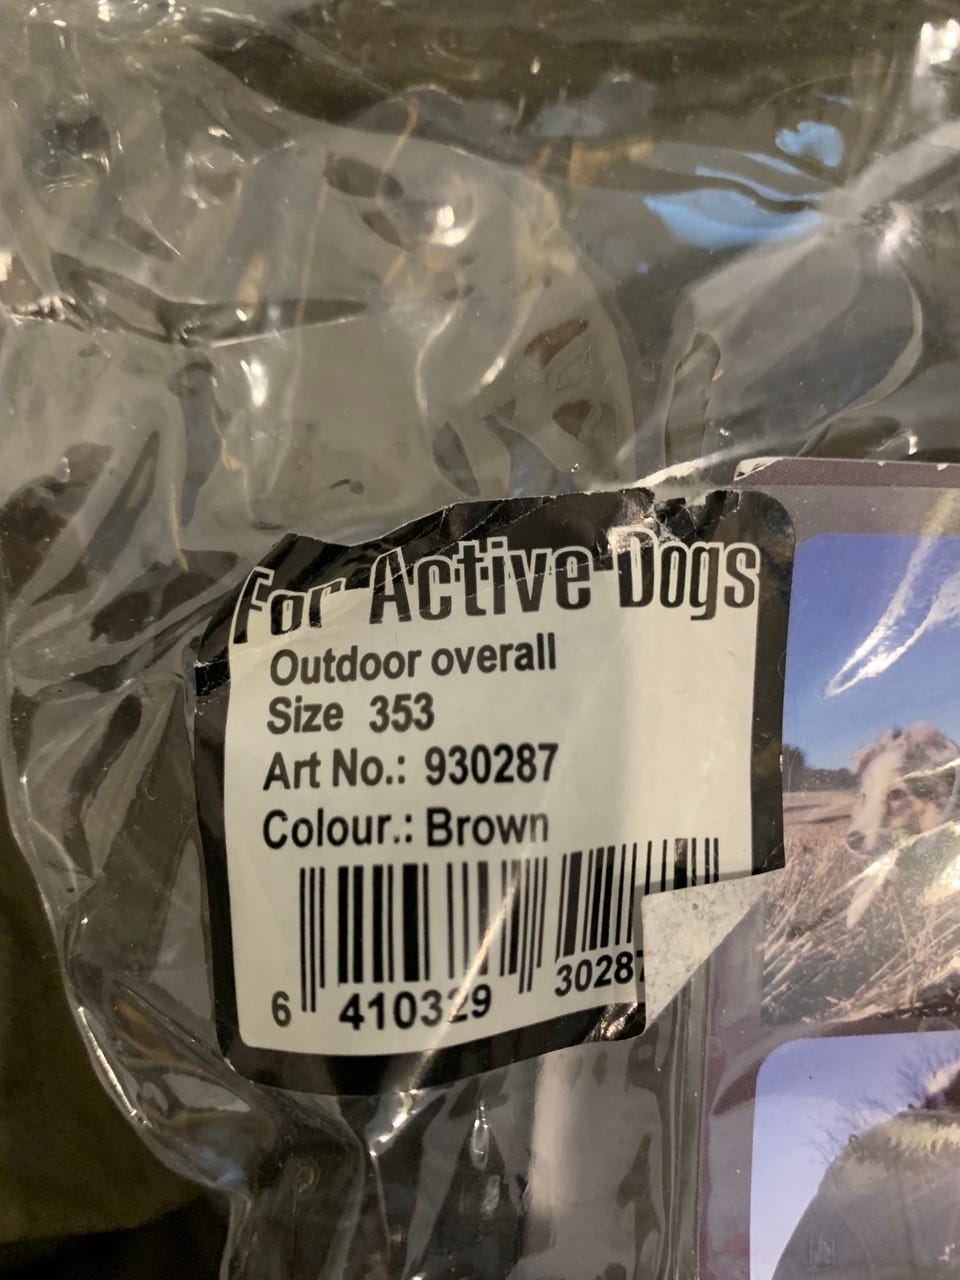 For Active Dogs
Outdoor overall
Size 353
Art No.: 930287
Colour.: Brown
6 410329 30287